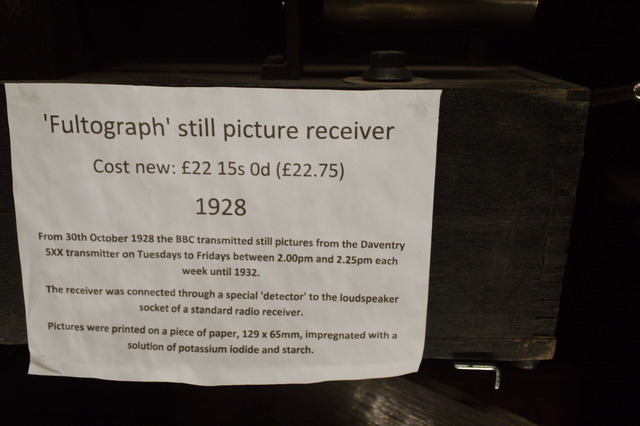 'Fultograph' still picture receiver
Cost new: £22 15s 0d (£22.75)
1928
From 30th October 1928 the BBC transmitted still pictures from the Daventry
5XX transmitter on Tuesdays to Fridays between 2.00pm and 2.25pm each
week until 1932.
The receiver was connected through a special 'detector' to the loudspeaker
socket of a standard radio receiver.
Pictures were printed on a piece of paper, 129 x 65mm, impregnated with a
solution of potassium iodide and starch.